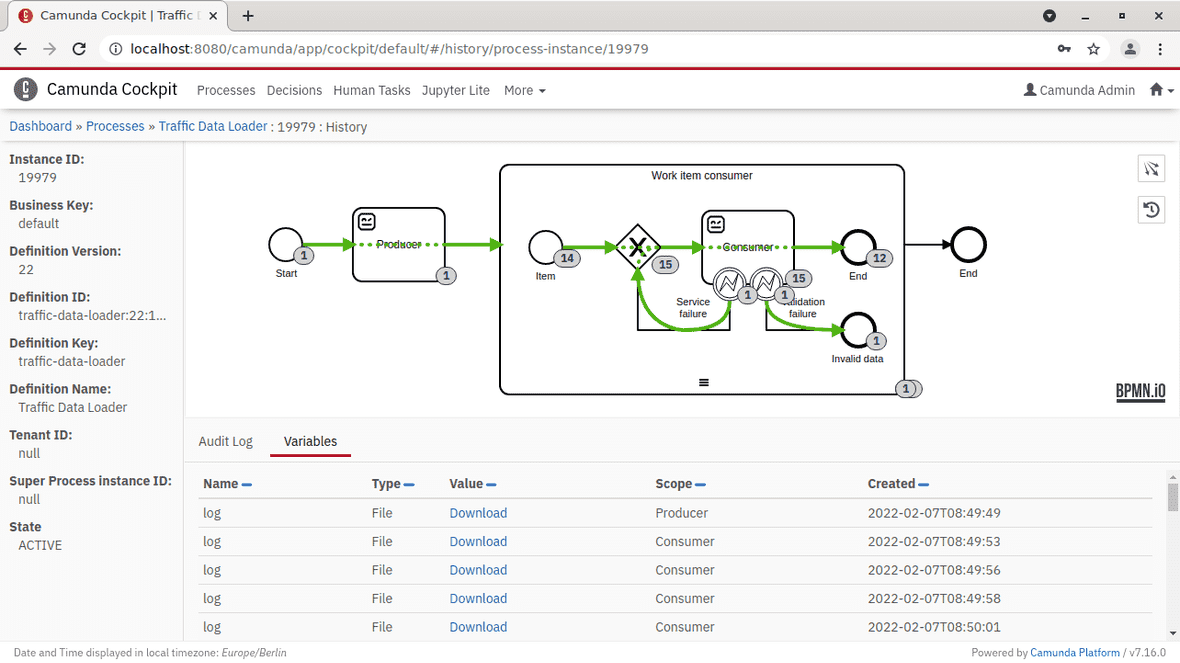 Camunda Cockpit | Traffic D
localhost:8080/camunda/app/cockpit/default/#/history/process-instance/19979
Camunda Cockpit Processes Decisions Human Tasks Jupyter Lite More Camunda Admin
Dashboard » Processes » Traffic Data Loader : 19979 : History
Instance ID:
19979
Business Key:
default
Definition Version:
22
Definition ID:
traffic-data-loader:22:1...
Definition Key:
traffic-data-loader
Definition Name:
Traffic Data Loader
Tenant ID:
null
Super Process instance ID:
null
State
ACTIVE
Work item consumer
Producer
Consumer
1
1
14
15
15
12
Start
Item
End
End
1
1
Service
failure
failure
1
Invalid data
1
BPMN.iO
Audit Log Variables
Name Type Value Scope Created
log File Download Producer 2022-02-07T08:49:49
log File Download Consumer 2022-02-07T08:49:53
log File Download Consumer 2022-02-07T08:49:56
log File Download Consumer 2022-02-07T08:49:58
log File Download Consumer 2022-02-07T08:50:01
Date and Time displayed in local timezone: Europe/Berlin
Powered by Camunda Platform / v7.16.0